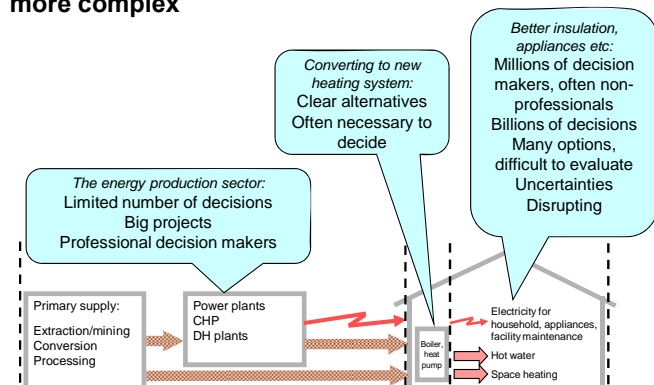 more complex
Better insulation,
appliances etc:
Millions of decision
makers, often non-
professionals
Billions of decisions
Many options,
difficult to evaluate
Uncertainties
Disrupting
Converting to new
heating system:
Clear alternatives
Often necessary to
decide
The energy production sector:
Limited number of decisions
Big projects
Professional decision makers
Primary supply:
Extraction/mining
Conversion
Processing
Power plants
CHP
DH plants
Boiler,
heat
pump
Electricity for
household, appliances,
facility maintenance
Hot water
Space heating